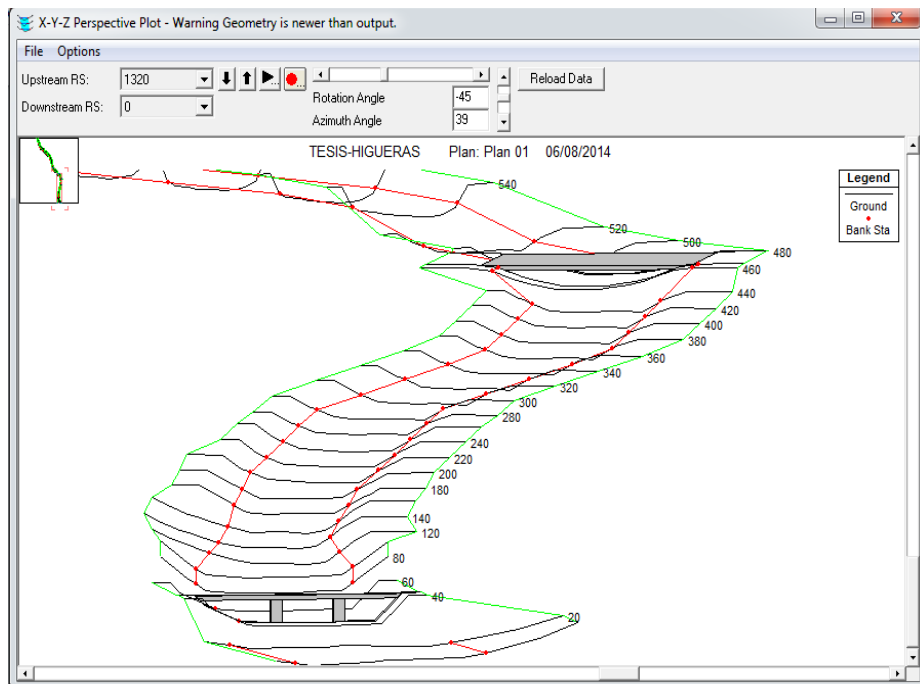 X-Y-Z Perspective Plot - Warning Geometry is newer than output.
File Options
Upstream RS: 1320
Reload Data
Rotation Angle -45
Downstream RS: 0
Azimuth Angle 39
TESIS-HIGUERAS Plan: Plan 01 06/08/2014
Legend
Ground
Bank Sta
540
520
500
480
460
440
420
400
380
360
340
320
300
280
240
220
200
180
140
120
80
60
40
20